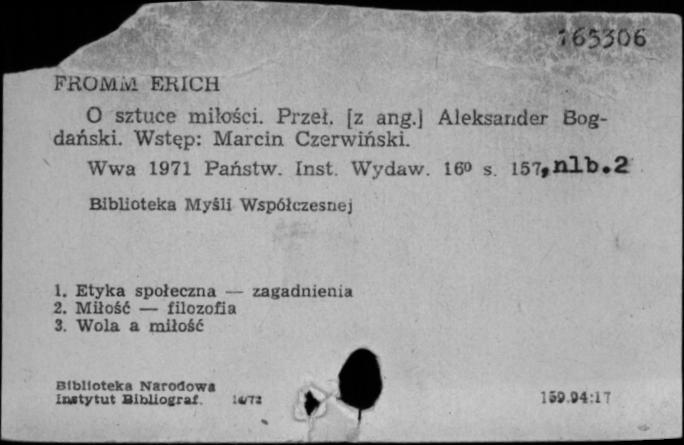 165306
FROMM ERICH
O sztuce miłości. Przeł. [z ang.] Aleksander Bog-
dański. Wstęp: Marcin Czerwiński.
Wwa 1971 Państw. Inst. Wydaw. 16⁰ s. 157, nlb.2
Biblioteka Myśli Współczesnej
1. Etyka społeczna — zagadnienia
2. Miłość — filozofia
3. Wola a miłość
Biblioteka Narodowa
Instytut Bibliograf. 16/72 159.94:17